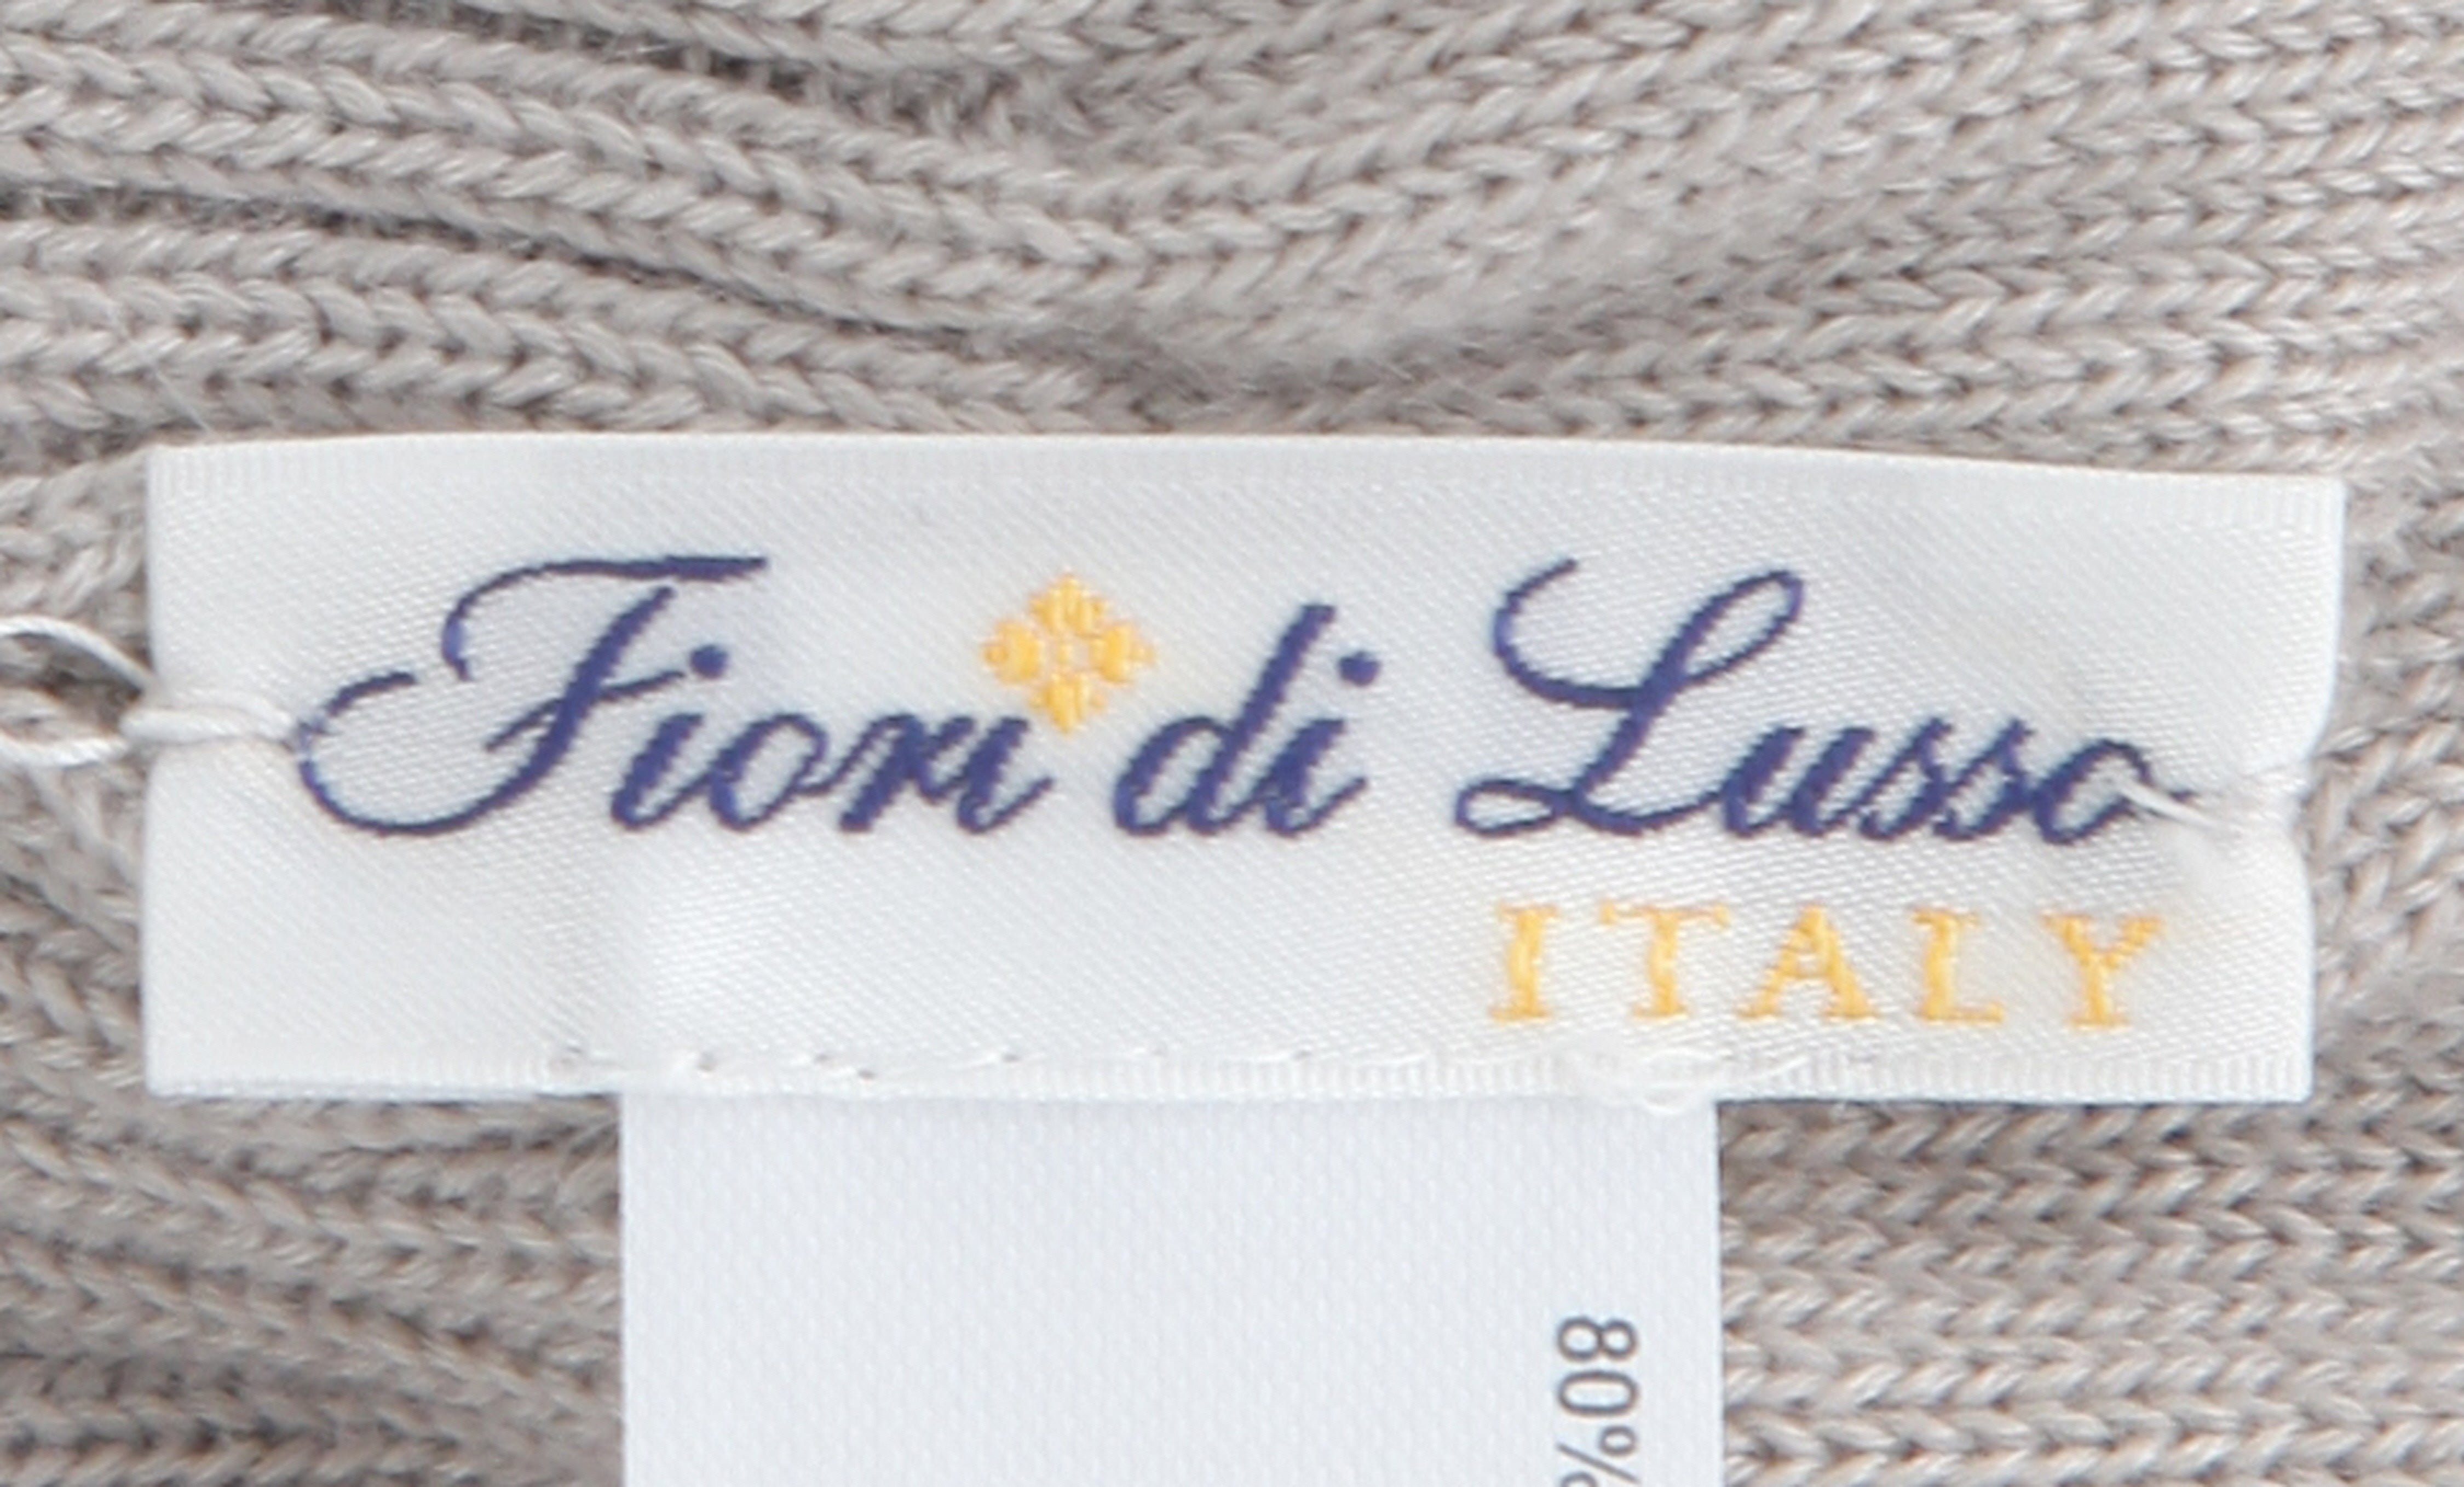 Fiori di Lusso
ITALY
80%